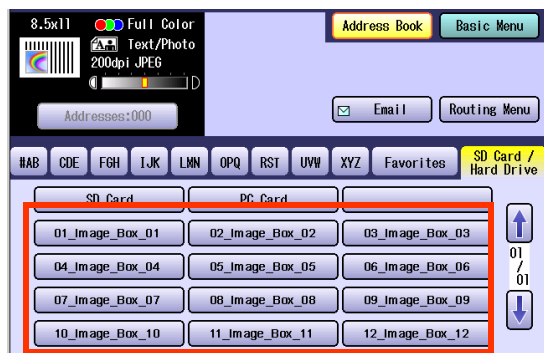 8.5x11 Full Color Address Book Basic Menu
Text/Photo
200dpi JPEG
D
Addresses:000 Email Routing Menu
#AB CDE FGH IJK LMN OPQ RST UVW XYZ Favorites SD Card /
Hard Drive
SD Card PC Card
01_Image_Box_01 02_Image_Box_02 03_Image_Box_03
04_Image_Box_04 05_Image_Box_05 06_Image_Box_06
07_Image_Box_07 08_Image_Box_08 09_Image_Box_09
10_Image_Box_10 11_Image_Box_11 12_Image_Box_12
01
/
01